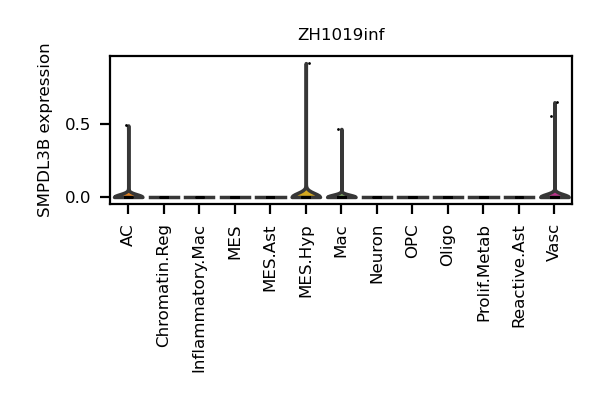 ZH1019inf
SMPDL3B expression
0.5
0.0
AC
Chromatin.Reg
Inflammatory.Mac
MES
MES.Ast
MES.Hyp
Mac
Neuron
OPC
Oligo
Prolif.Metab
Reactive.Ast
Vasc